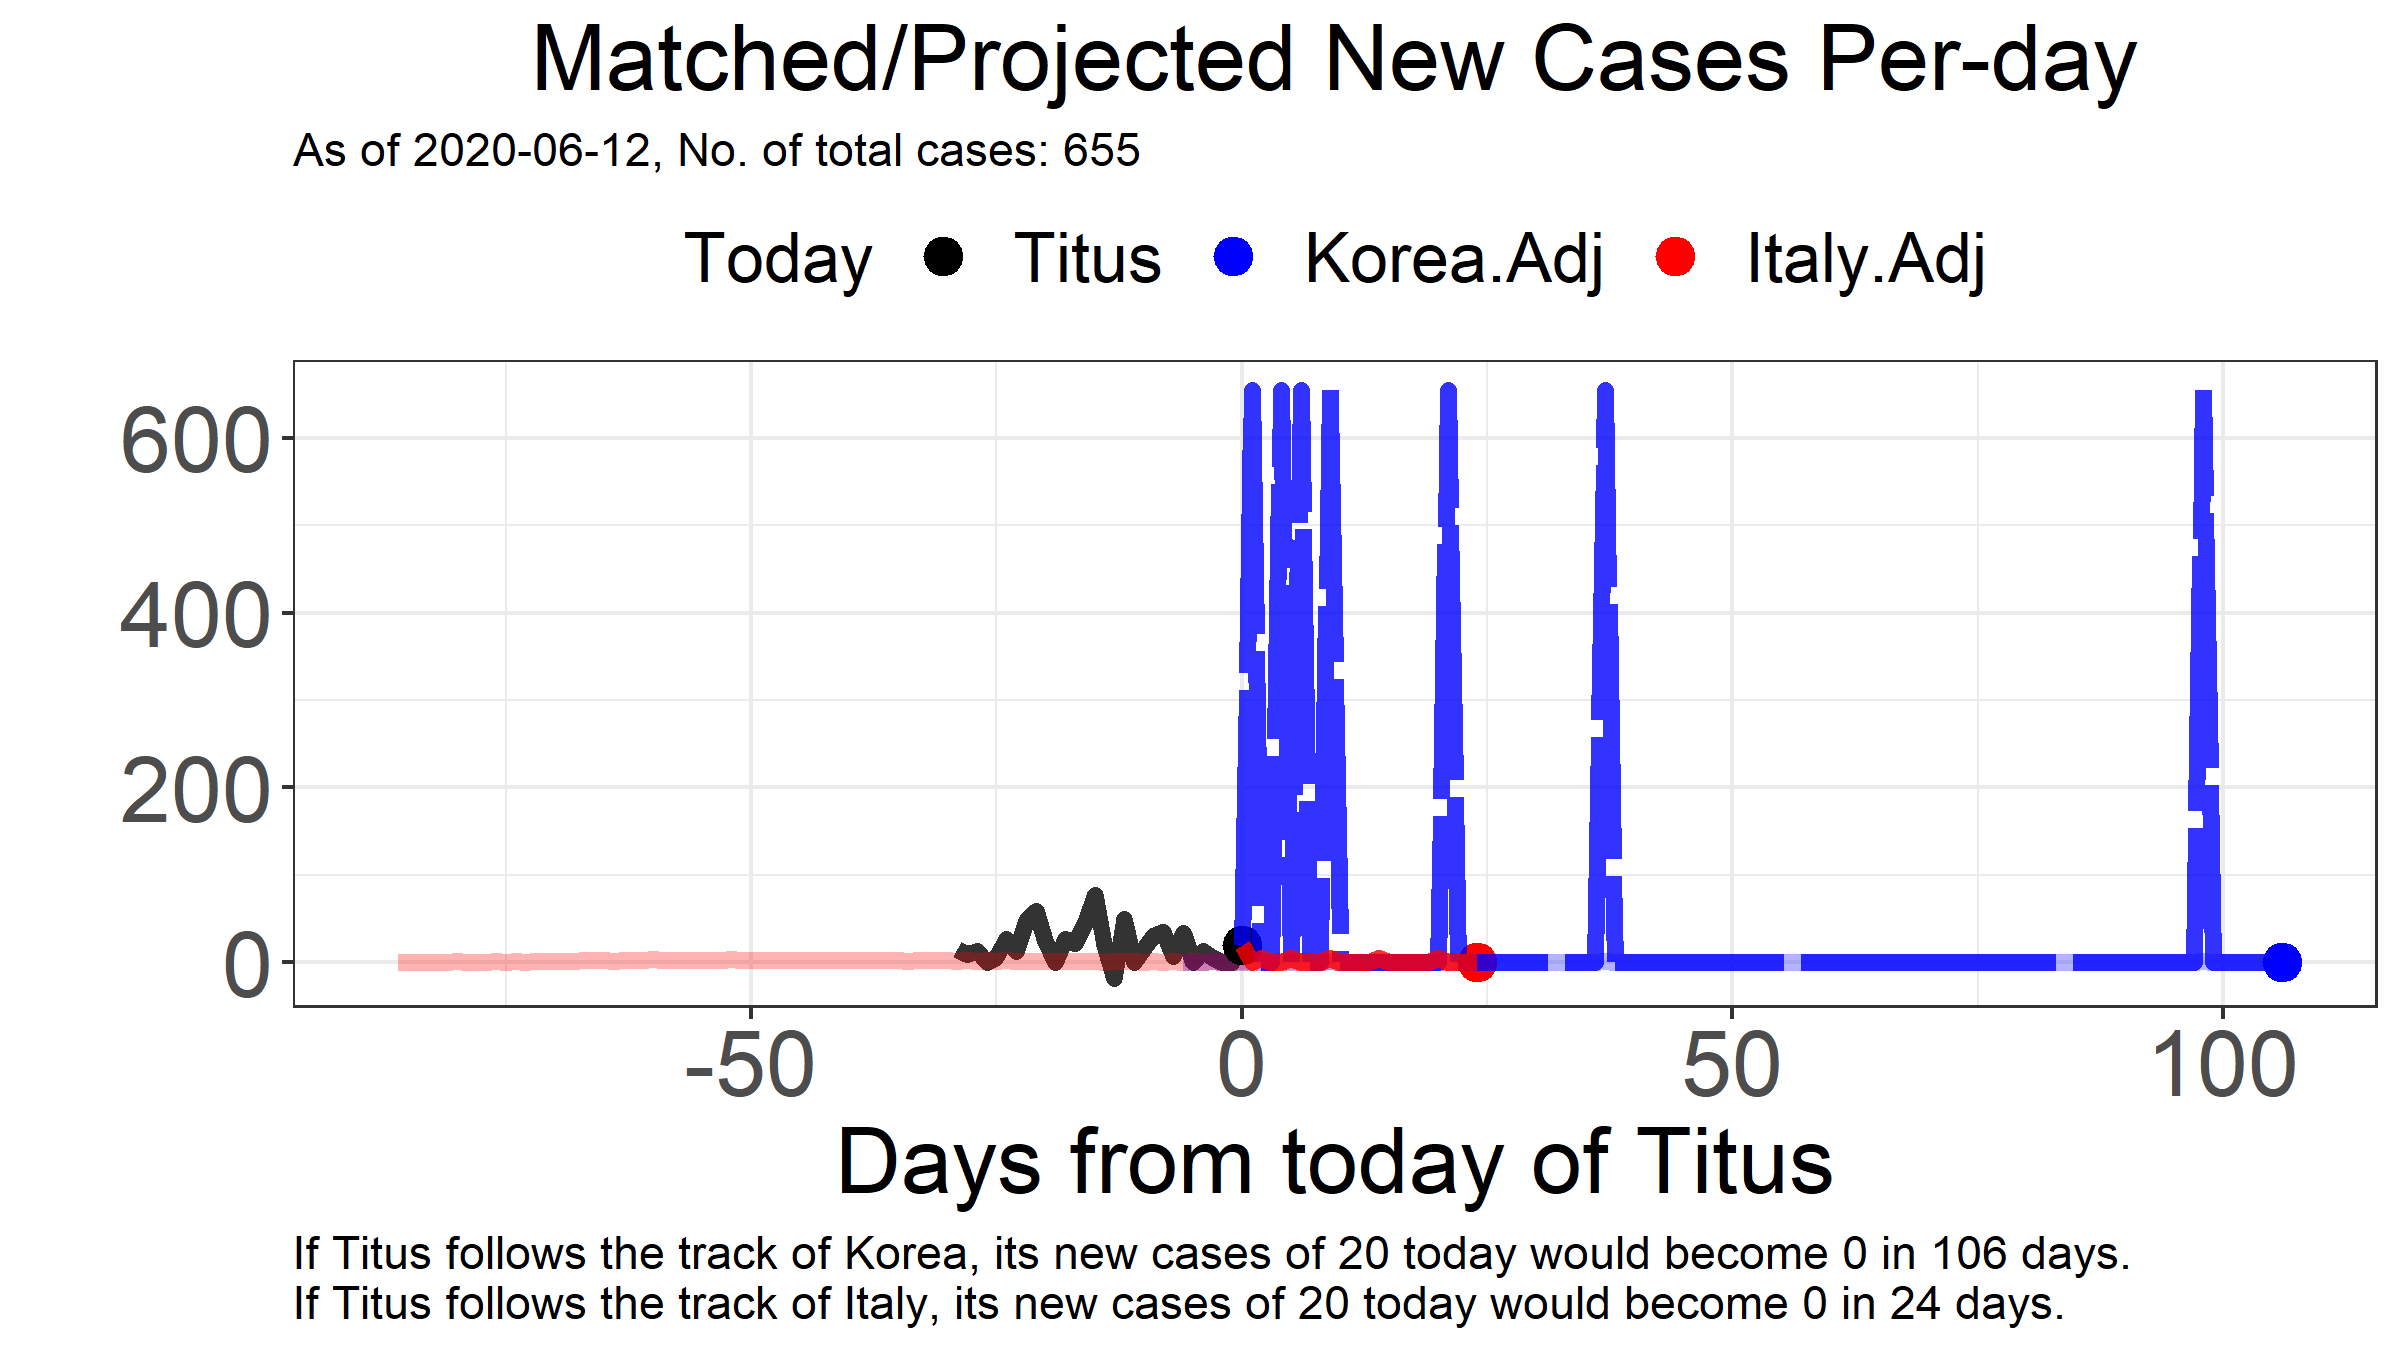 Matched/Projected New Cases Per-day
As of 2020-06-12, No. of total cases: 655
Today Titus Korea.Adj Italy.Adj
600
400
200
0
-50 0 50 100
Days from today of Titus
If Titus follows the track of Korea, its new cases of 20 today would become 0 in 106 days.
If Titus follows the track of Italy, its new cases of 20 today would become 0 in 24 days.